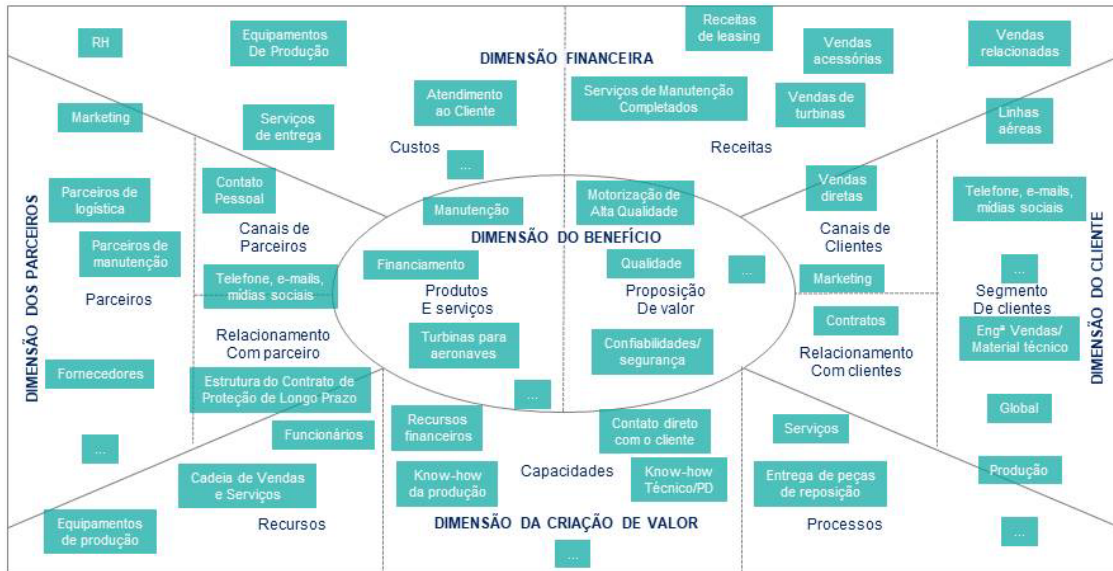 RH
Equipamentos
De Produção
Receitas
de leasing
Vendas
acessórias
Vendas
relacionadas
DIMENSÃO FINANCEIRA
Marketing
Serviços
de entrega
Atendimento
ao Cliente
Serviços de Manutenção
Completados
Vendas de
turbinas
Linhas
aéreas
Custos
Receitas
...
DIMENSÃO DOS PARCEIROS
Parceiros de
logística
Parceiros de
manutenção
Parceiros
Fornecedores
...
Contato
Pessoal
Canais de
Parceiros
Telefone, e-mails,
mídias sociais
Relacionamento
Com parceiro
Estrutura do Contrato de
Proteção de Longo Prazo
Manutenção
Motorização de
Alta Qualidade
DIMENSÃO DO BENEFÍCIO
Financiamento
Qualidade
...
Produtos
E serviços
Proposição
De valor
Turbinas para
aeronaves
Confiabilidades/
segurança
...
Vendas
diretas
Canais de
Clientes
Marketing
Contratos
Relacionamento
Com clientes
Telefone, e-mails,
mídias sociais
...
Segmento
De clientes
Engª Vendas/
Material técnico
Global
DIMENSÃO DO CLIENTE
Funcionários
Recursos
financeiros
Contato direto
com o cliente
Serviços
Cadeia de Vendas
e Serviços
Know-how
da produção
Capacidades
Know-how
Técnico/PD
Entrega de peças
de reposição
Produção
Equipamentos
de produção
Recursos
DIMENSÃO DA CRIAÇÃO DE VALOR
Processos
...
...